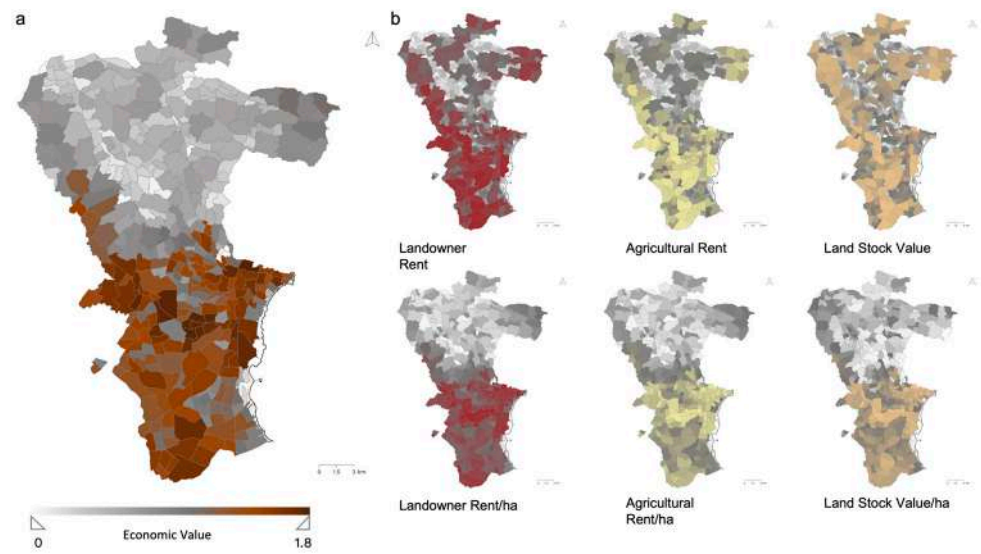 a
b
Landowner
Rent
Agricultural Rent
Land Stock Value
Landowner Rent/ha
Agricultural
Rent/ha
Land Stock Value/ha
0 1.5 3 km
Economic Value
0
1.8